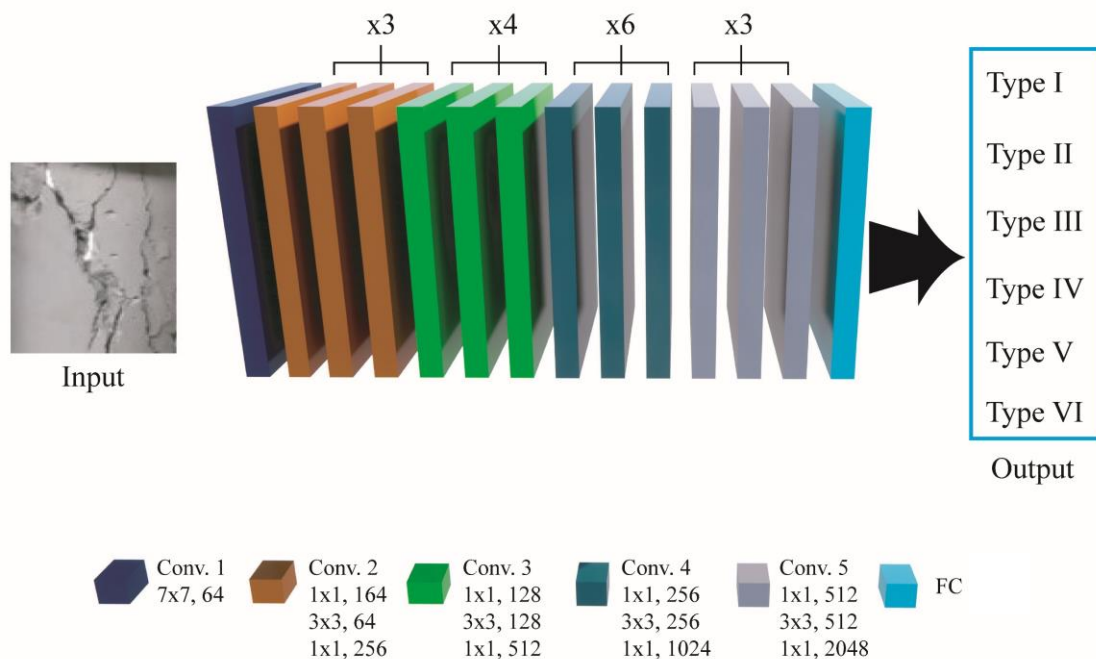 x3 x4 x6 x3
Type I
Type II
Type III
Type IV
Type V
Type VI
Input
Output
Conv. 1
7x7, 64
Conv. 2
1x1, 164
3x3, 64
1x1, 256
Conv. 3
1x1, 128
3x3, 128
1x1, 512
Conv. 4
1x1, 256
3x3, 256
1x1, 1024
Conv. 5
1x1, 512
3x3, 512
1x1, 2048
FC